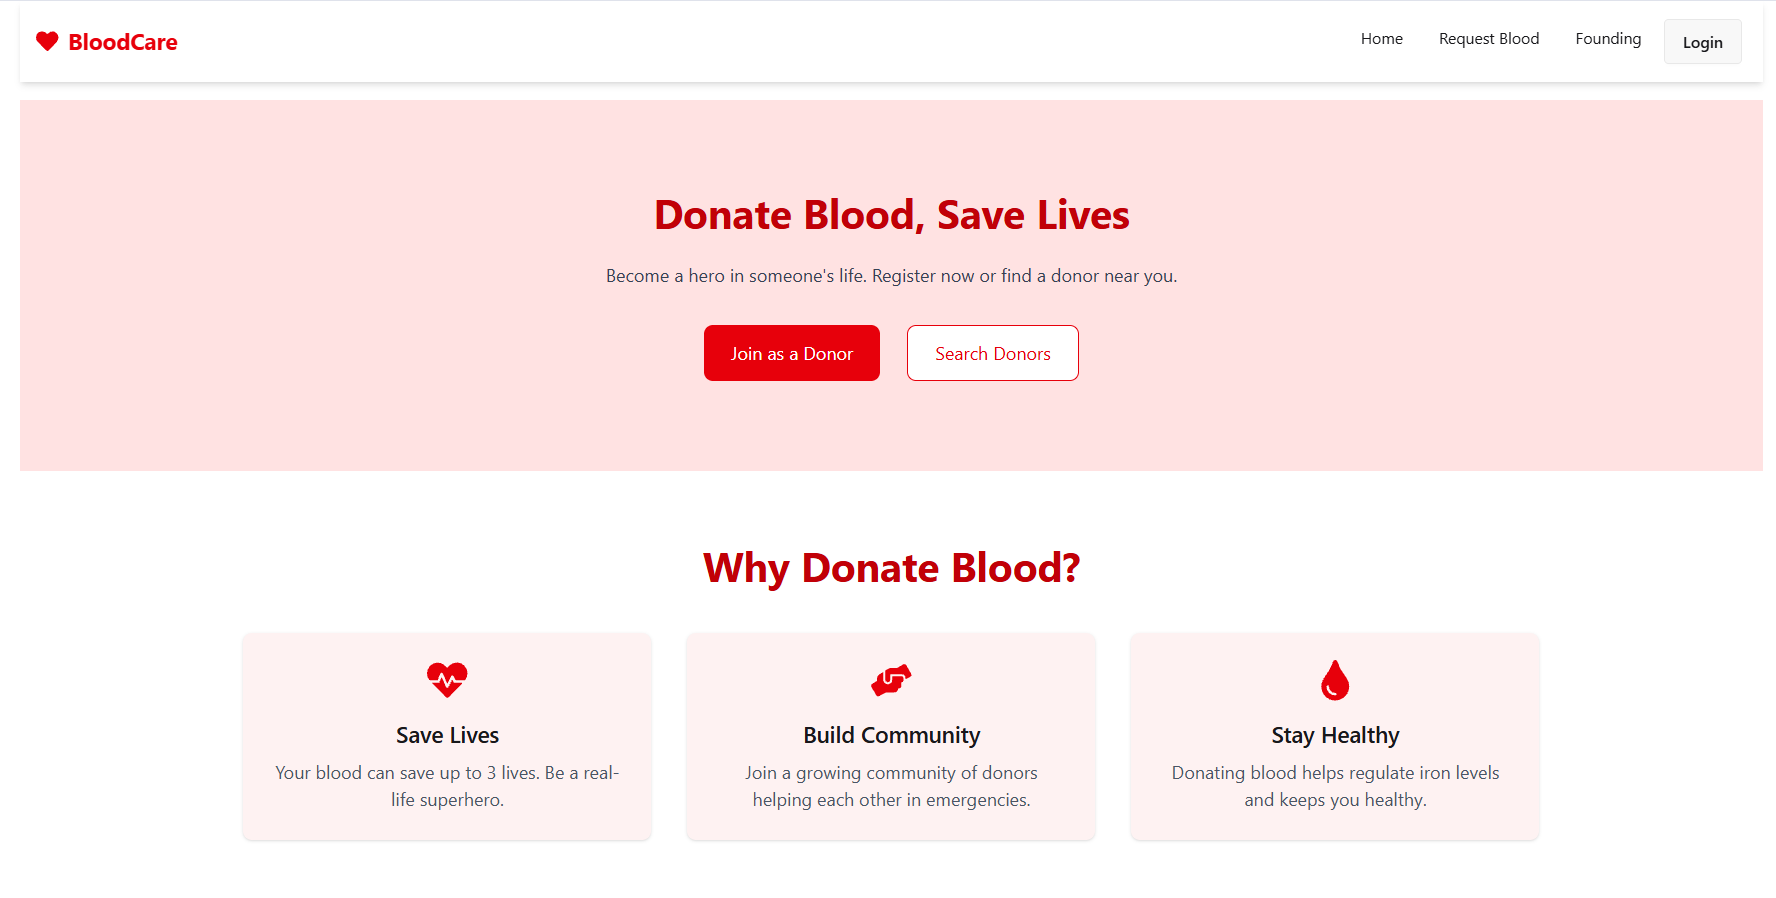 BloodCare
Home
Request Blood
Founding
Login
Donate Blood, Save Lives
Become a hero in someone's life. Register now or find a donor near you.
Join as a Donor
Search Donors
Why Donate Blood?
Save Lives
Your blood can save up to 3 lives. Be a real-
life superhero.
Build Community
Join a growing community of donors
helping each other in emergencies.
Stay Healthy
Donating blood helps regulate iron levels
and keeps you healthy.